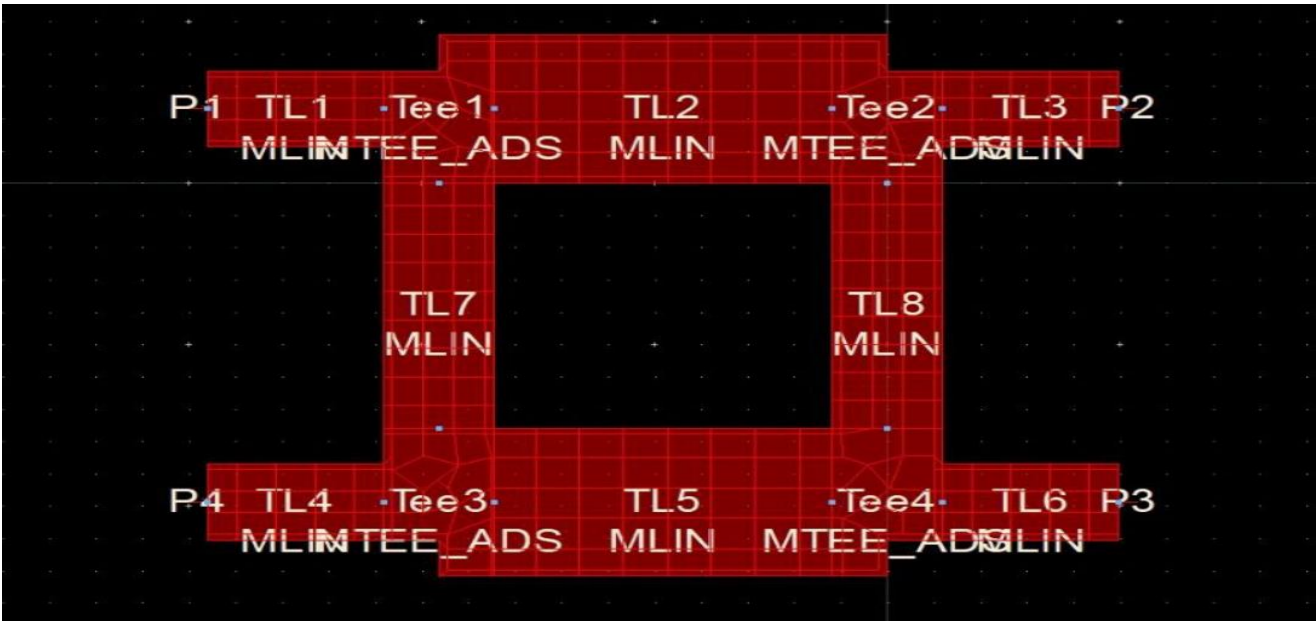 P1 TL1 Tee1 TL2 Tee2 TL3 P2
MLIN MTEE_ADS MLIN MTEE_ADS MLIN
TL7 TL8
MLIN MLIN
P4 TL4 Tee3 TL5 Tee4 TL6 P3
MLIN MTEE_ADS MLIN MTEE_ADS MLIN